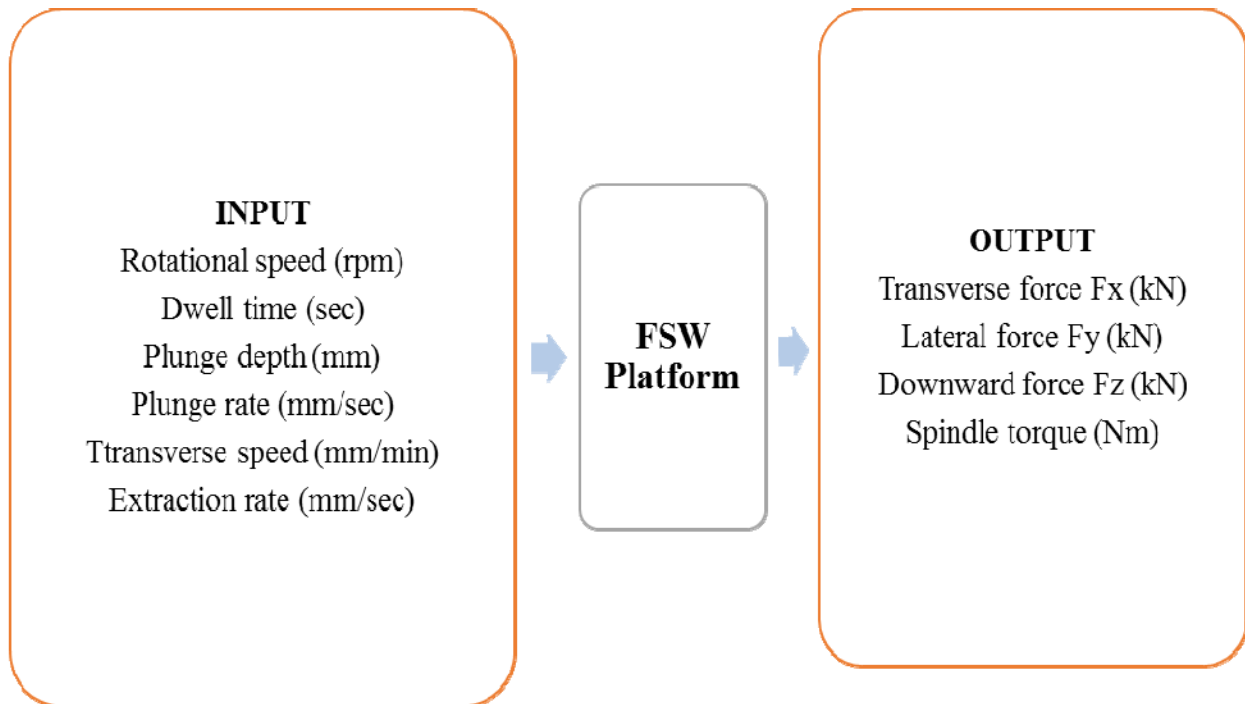 INPUT
Rotational speed (rpm)
Dwell time (sec)
Plunge depth (mm)
Plunge rate (mm/sec)
Ttransverse speed (mm/min)
Extraction rate (mm/sec)
FSW
Platform
OUTPUT
Transverse force Fx (kN)
Lateral force Fy (kN)
Downward force Fz (kN)
Spindle torque (Nm)